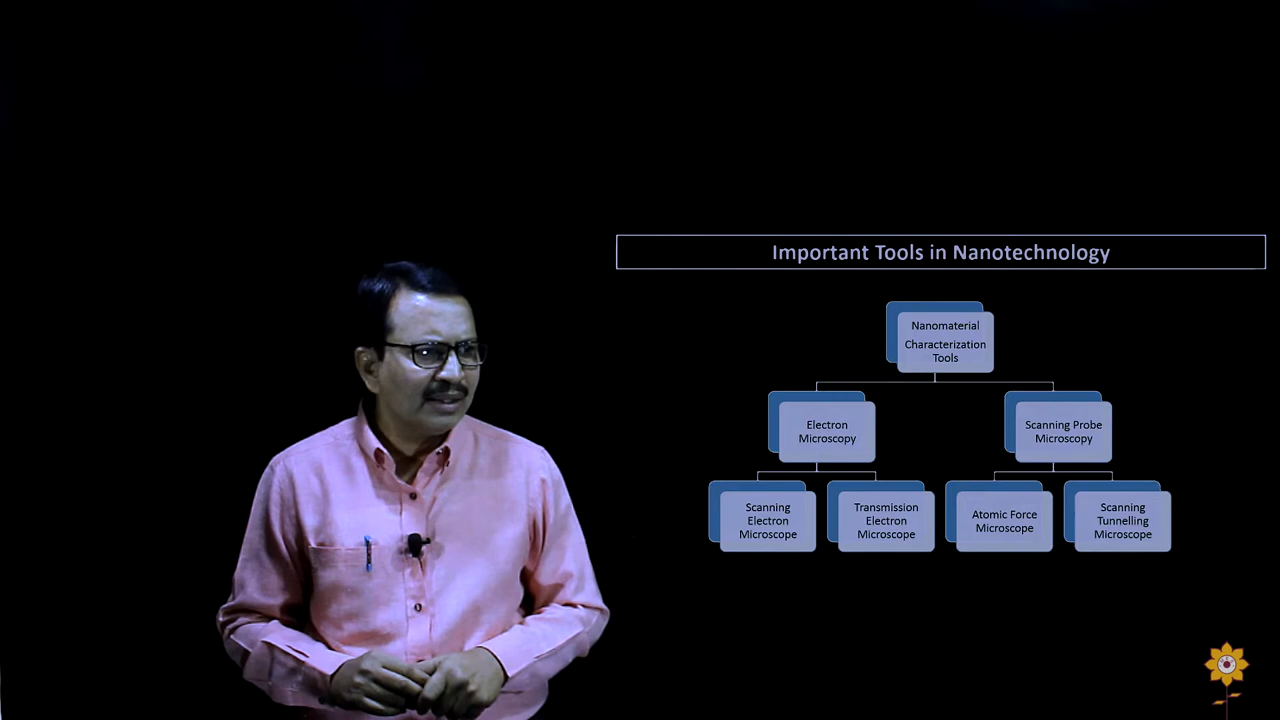 Important Tools in Nanotechnology
Nanomaterial
Characterization
Tools
Electron
Microscopy
Scanning Probe
Microscopy
Scanning
Electron
Microscope
Transmission
Electron
Microscope
Atomic Force
Microscope
Scanning
Tunnelling
Microscope